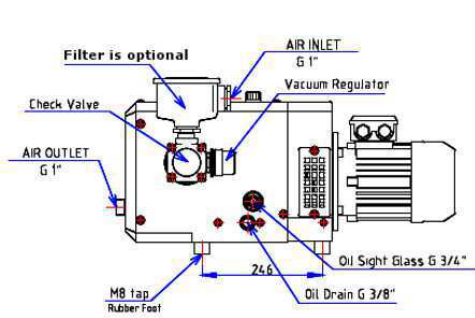 Filter is optional
AIR INLET
G 1"
Vacuum Regulator
Check Valve
AIR OUTLET
G 1"
246
Oil Sight Glass G 3/4"
Oil Drain G 3/8"
M8 tap
Rubber Foot